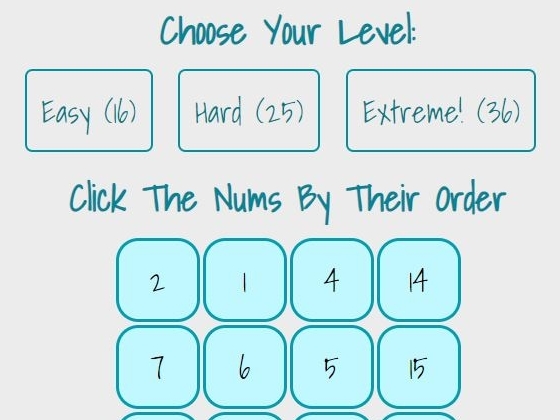 Choose Your Level:
Easy (16) Hard (25) Extreme! (36)
Click The Nums By Their Order
2 1 4 14
7 6 5 15